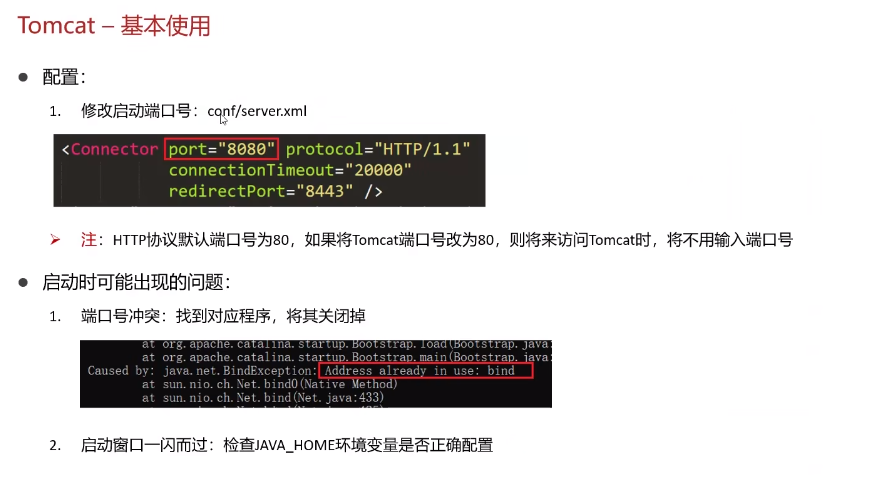 Tomcat – 基本使用
● 配置：
1. 修改启动端口号：conf/server.xml
<Connector port="8080" protocol="HTTP/1.1"
connectionTimeout="20000"
redirectPort="8443" />
➢ 注：HTTP协议默认端口号为80，如果将Tomcat端口号改为80，则将来访问Tomcat时，将不用输入端口号
● 启动时可能出现的问题：
1. 端口号冲突：找到对应程序，将其关闭掉
at org.apache.catalina.startup.Bootstrap.load(Bootstrap.java:
at org.apache.catalina.startup.Bootstrap.main(Bootstrap.java:
Caused by: java.net.BindException: Address already in use: bind
at sun.nio.ch.Net.bind0(Native Method)
at sun.nio.ch.Net.bind(Net.java:433)
2. 启动窗口一闪而过：检查JAVA_HOME环境变量是否正确配置